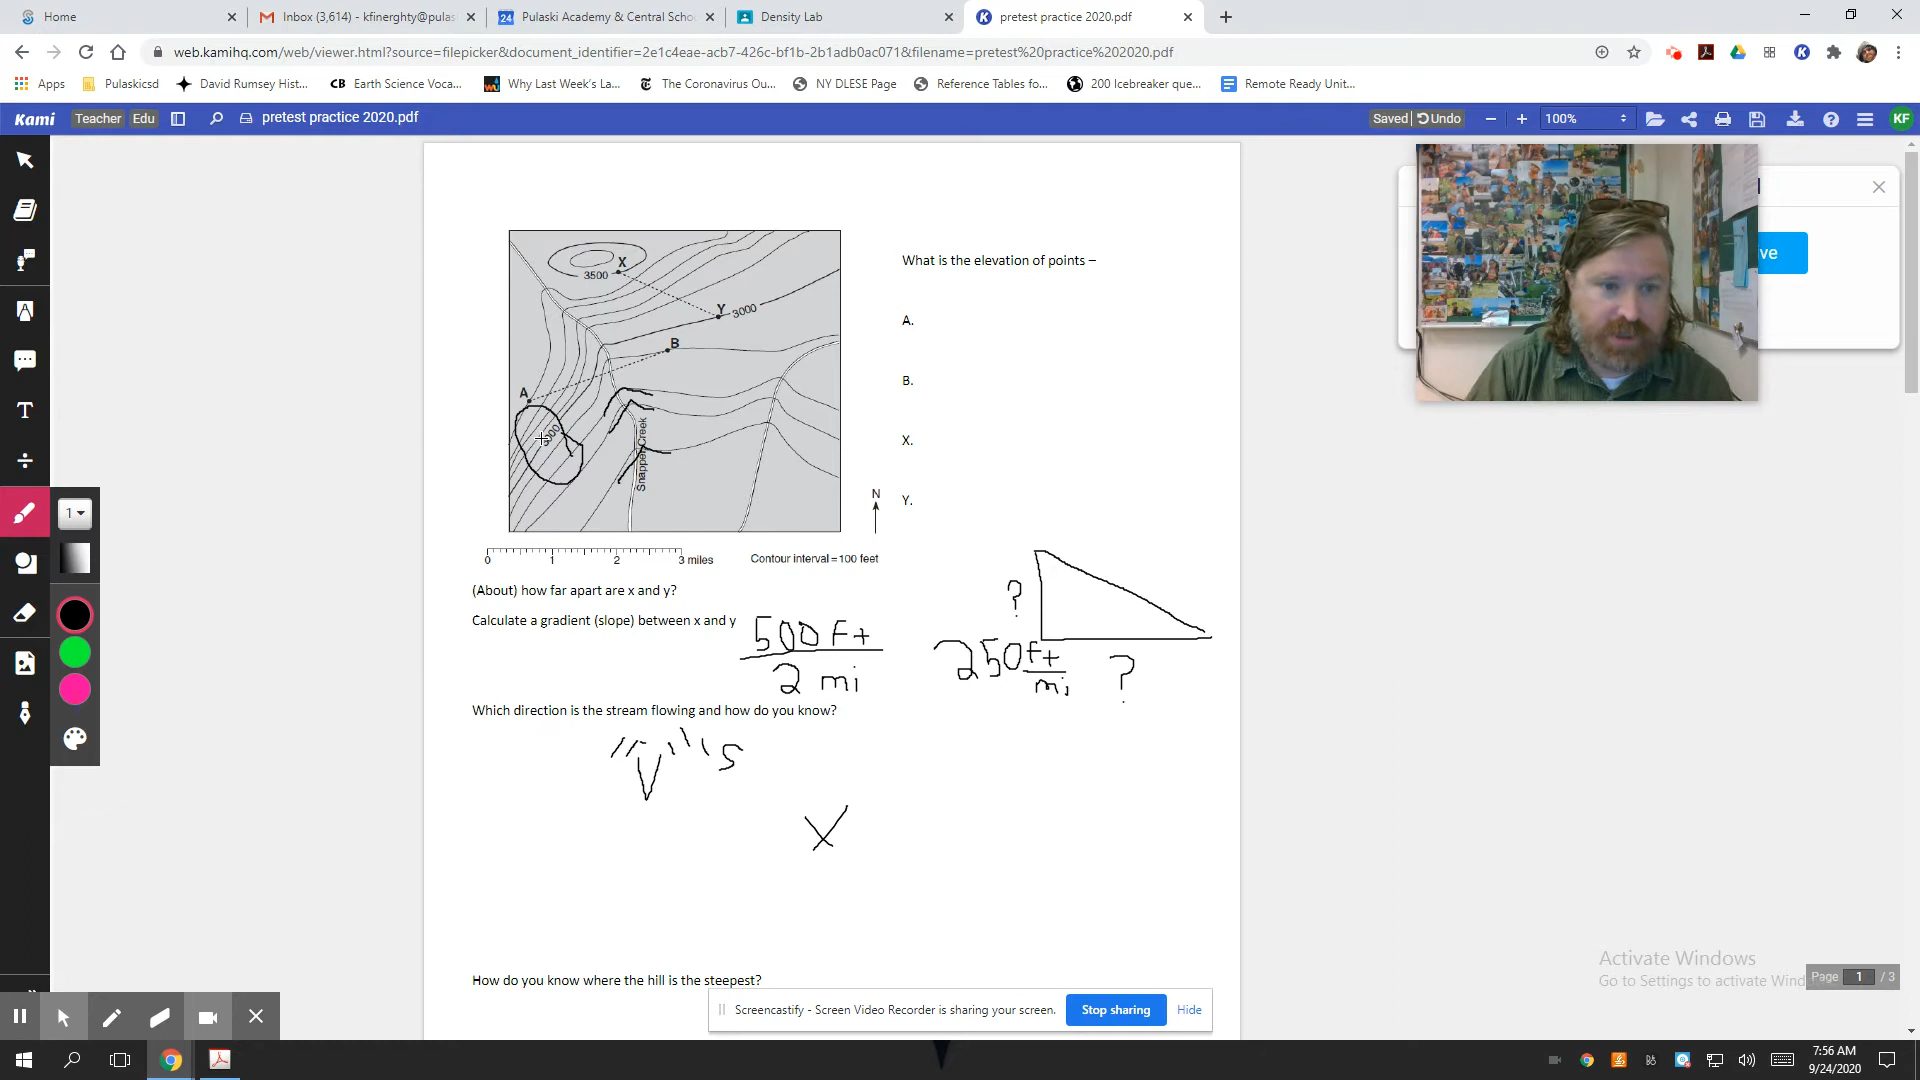 Home
Inbox (3,614) - kfinerghty@pulas
Pulaski Academy & Central Scho
Density Lab
pretest practice 2020.pdf
web.kamihq.com/web/viewer.html?source=filepicker&document_identifier=2e1c4eae-acb7-426c-bf1b-2b1adb0ac071&filename=pretest%20practice%202020.pdf
Apps
Pulaskicsd
David Rumsey Hist...
CB Earth Science Voca...
Why Last Week's La...
The Coronavirus Ou...
NY DLESE Page
Reference Tables fo...
200 Icebreaker que...
Remote Ready Unit...
Kami
Teacher
Edu
pretest practice 2020.pdf
Saved
Undo
100%
KF
ve
X
3500
Y
3000
B
A
Snapper Creek
What is the elevation of points –
A.
B.
X.
Y.
N
0 1 2 3 miles
Contour interval = 100 feet
(About) how far apart are x and y?
Calculate a gradient (slope) between x and y
500 Ft
2 mi
?
250 Ft
mi
?
Which direction is the stream flowing and how do you know?
"V"'s
X
How do you know where the hill is the steepest?
1
Activate Windows
Go to Settings to activate Wind
Page 1 / 3
Screencastify - Screen Video Recorder is sharing your screen.
Stop sharing
Hide
7:56 AM
9/24/2020